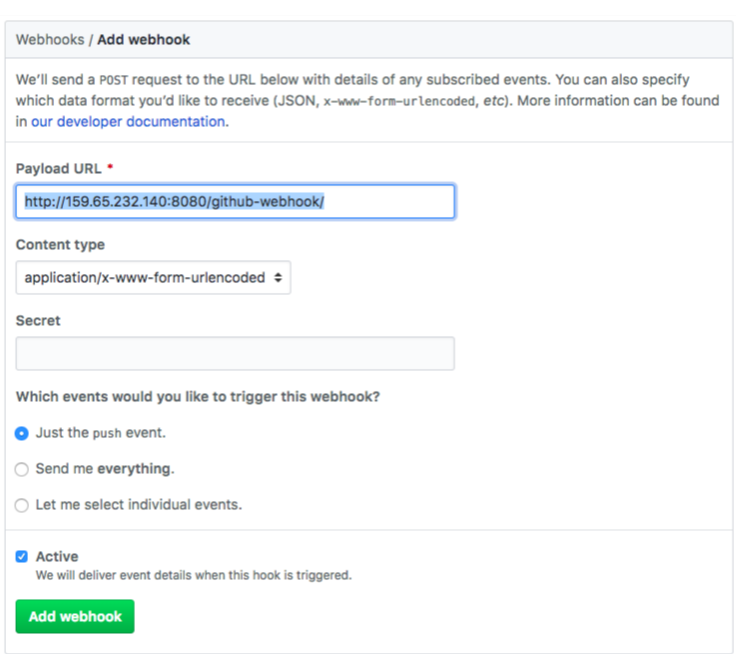 Webhooks / Add webhook
We’ll send a POST request to the URL below with details of any subscribed events. You can also specify
which data format you’d like to receive (JSON, x-www-form-urlencoded, etc). More information can be found
in our developer documentation.
Payload URL *
http://159.65.232.140:8080/github-webhook/
Content type
application/x-www-form-urlencoded
Secret
Which events would you like to trigger this webhook?
Just the push event.
Send me everything.
Let me select individual events.
Active
We will deliver event details when this hook is triggered.
Add webhook